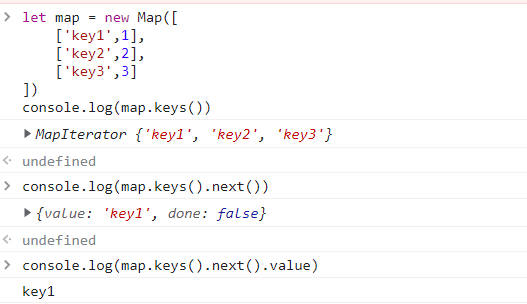 let map = new Map([
['key1',1],
['key2',2],
['key3',3]
])
console.log(map.keys())
MapIterator {'key1', 'key2', 'key3'}
undefined
console.log(map.keys().next())
{value: 'key1', done: false}
undefined
console.log(map.keys().next().value)
key1